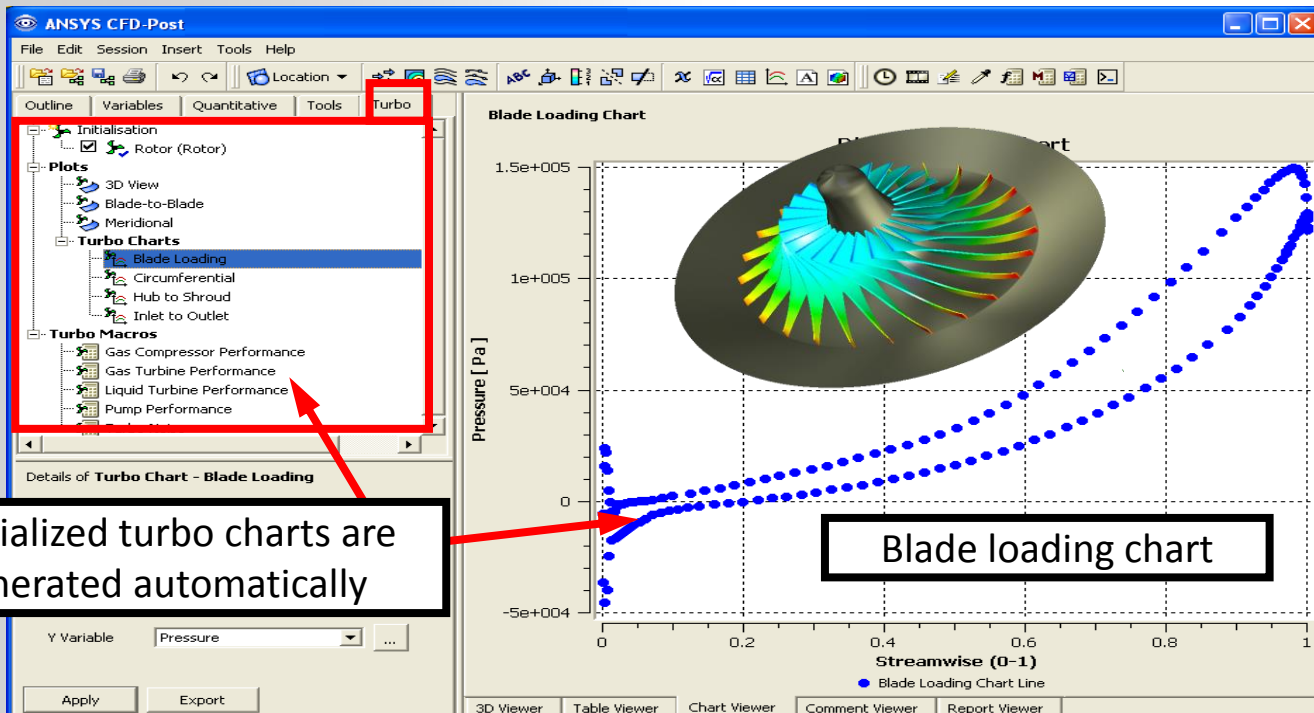 ANSYS CFD-Post
File Edit Session Insert Tools Help
Location
Outline Variables Quantitative Tools Turbo
Initialisation
Rotor (Rotor)
Plots
3D View
Blade-to-Blade
Meridional
Turbo Charts
Blade Loading
Circumferential
Hub to Shroud
Inlet to Outlet
Turbo Macros
Gas Compressor Performance
Gas Turbine Performance
Liquid Turbine Performance
Pump Performance
Details of Turbo Chart - Blade Loading
ialized turbo charts are
nerated automatically
Y Variable Pressure ...
Apply Export
Blade Loading Chart
1.5e+005
1e+005
5e+004
0
-5e+004
Pressure [ Pa ]
Blade loading chart
0 0.2 0.4 0.6 0.8 1
Streamwise (0-1)
Blade Loading Chart Line
3D Viewer Table Viewer Chart Viewer Comment Viewer Report Viewer